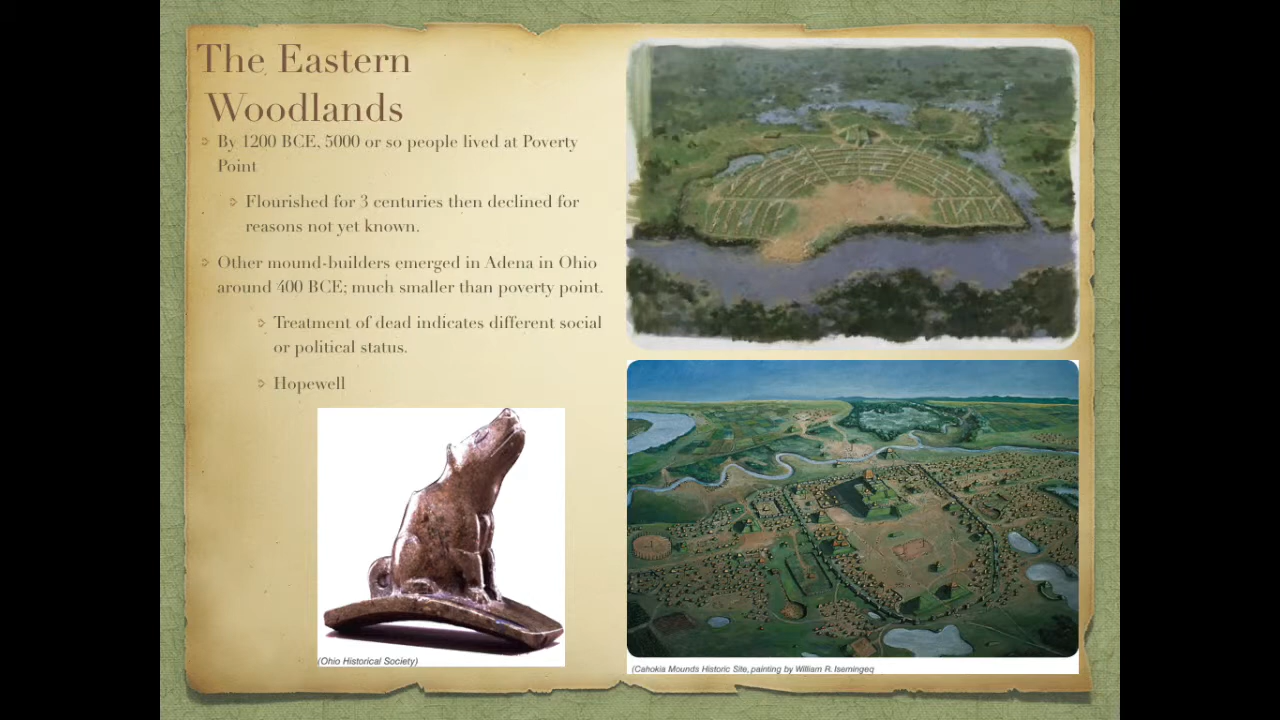 The Eastern
Woodlands
By 1200 BCE, 5000 or so people lived at Poverty
Point
Flourished for 3 centuries then declined for
reasons not yet known.
Other mound-builders emerged in Adena in Ohio
around 400 BCE; much smaller than poverty point.
Treatment of dead indicates different social
or political status.
Hopewell
(Ohio Historical Society)
(Cahokia Mounds Historic Site, painting by William R. Isemingeq